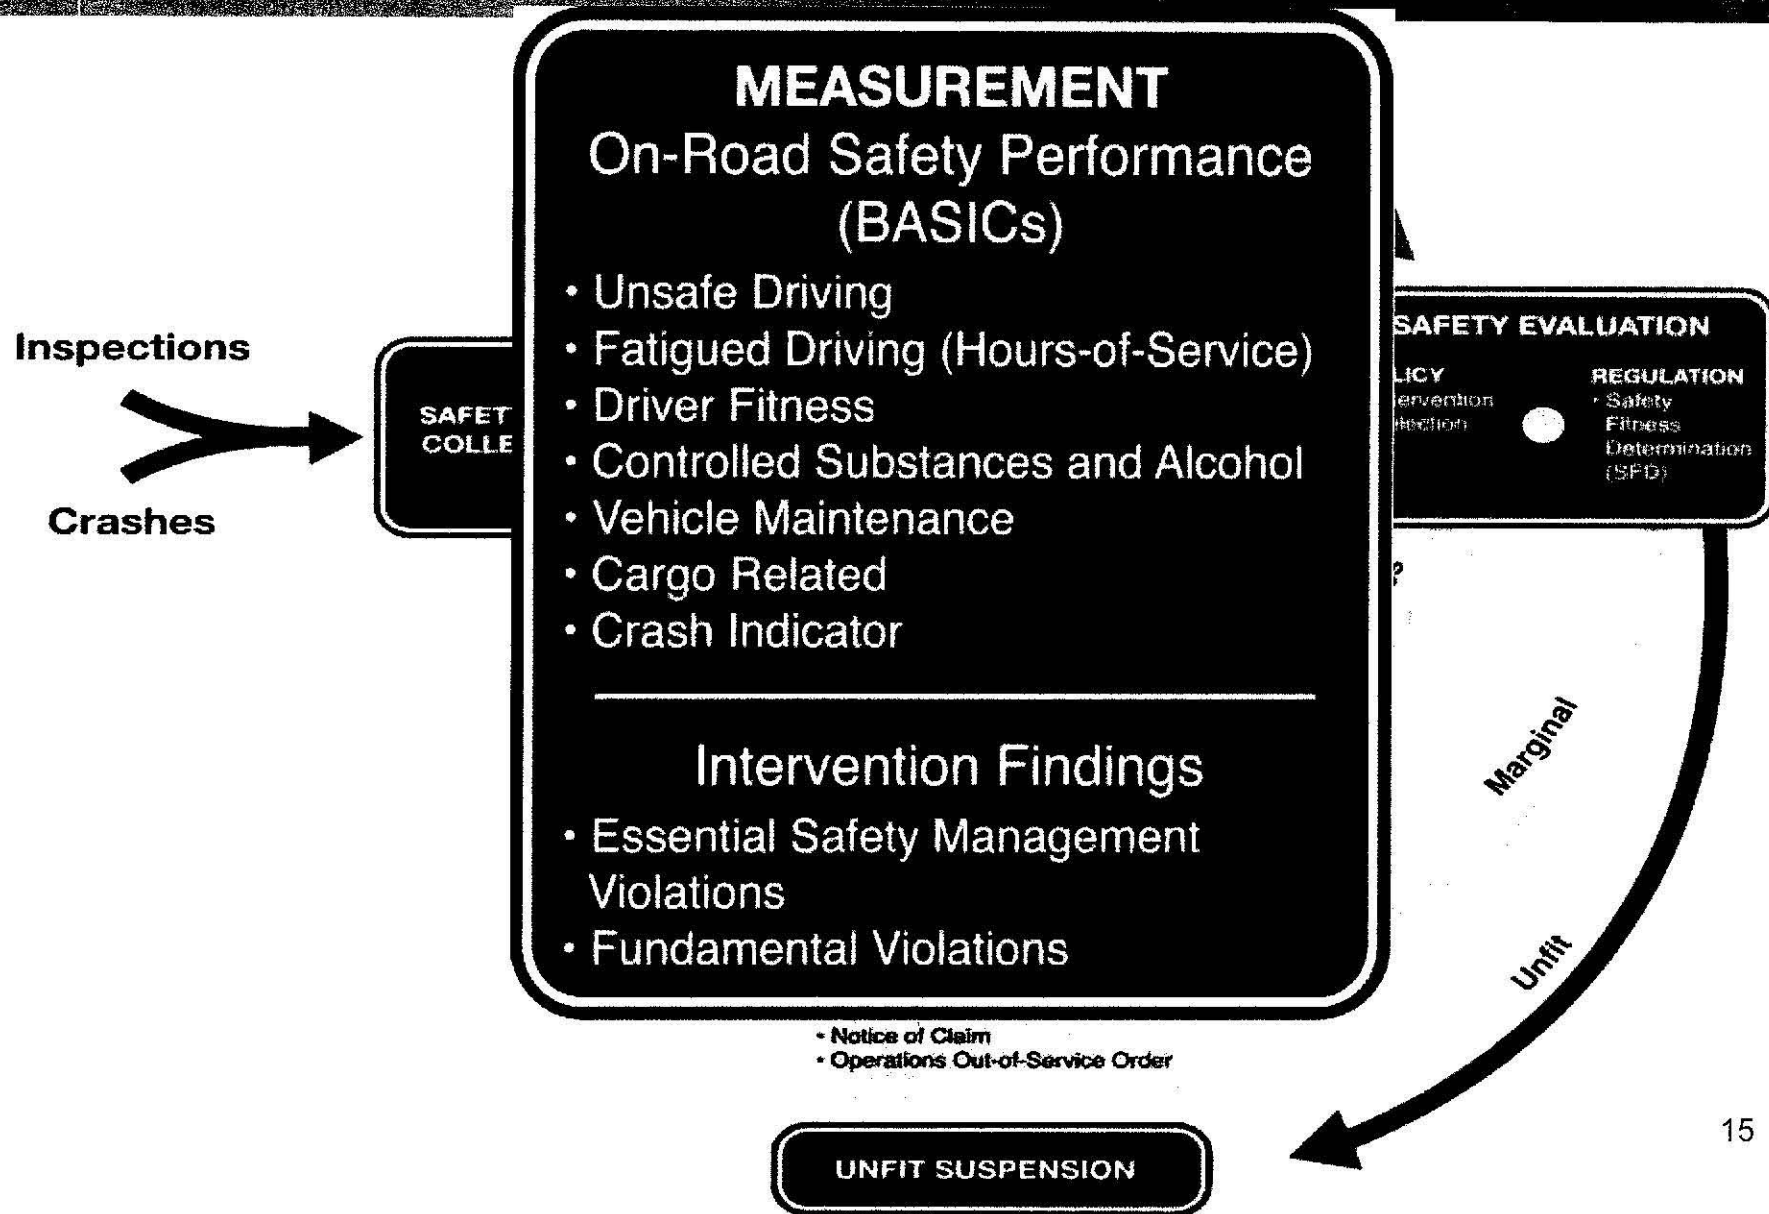 MEASUREMENT
On-Road Safety Performance
(BASICs)
• Unsafe Driving
• Fatigued Driving (Hours-of-Service)
• Driver Fitness
• Controlled Substances and Alcohol
• Vehicle Maintenance
• Cargo Related
• Crash Indicator
Intervention Findings
• Essential Safety Management
Violations
• Fundamental Violations
Inspections
Crashes
SAFET
COLLE
SAFETY EVALUATION
LICY
ervention
lection
REGULATION
• Safety
Fitness
Determination
(SFD)
?
Marginal
Unfit
• Notice of Claim
• Operations Out-of-Service Order
UNFIT SUSPENSION
15